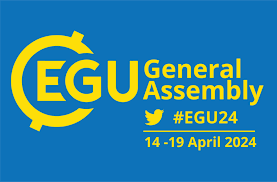 EGU General
Assembly
#EGU24
14 -19 April 2024